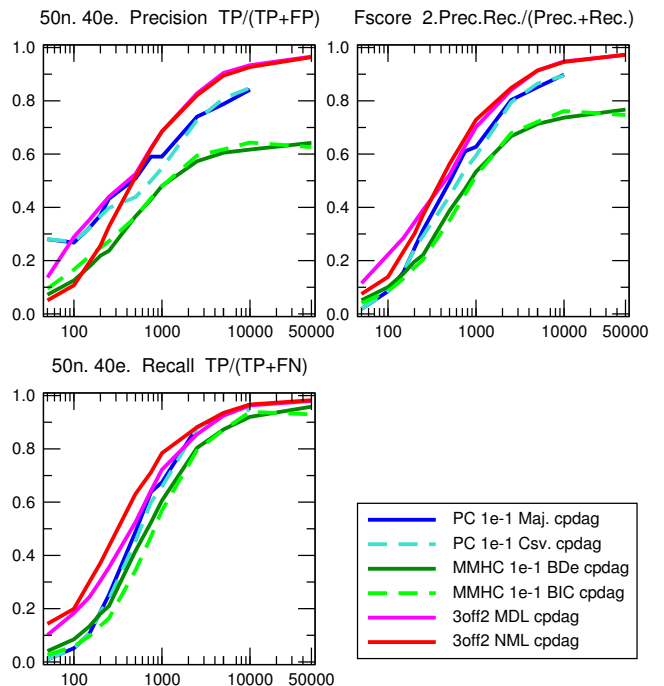 50n. 40e. Precision TP/(TP+FP)
1.0
0.8
0.6
0.4
0.2
0.0
100 1000 10000 50000
Fscore 2.Prec.Rec./(Prec.+Rec.)
1.0
0.8
0.6
0.4
0.2
0.0
100 1000 10000 50000
50n. 40e. Recall TP/(TP+FN)
1.0
0.8
0.6
0.4
0.2
0.0
100 1000 10000 50000
PC 1e-1 Maj. cpdag
PC 1e-1 Csv. cpdag
MMHC 1e-1 BDe cpdag
MMHC 1e-1 BIC cpdag
3off2 MDL cpdag
3off2 NML cpdag